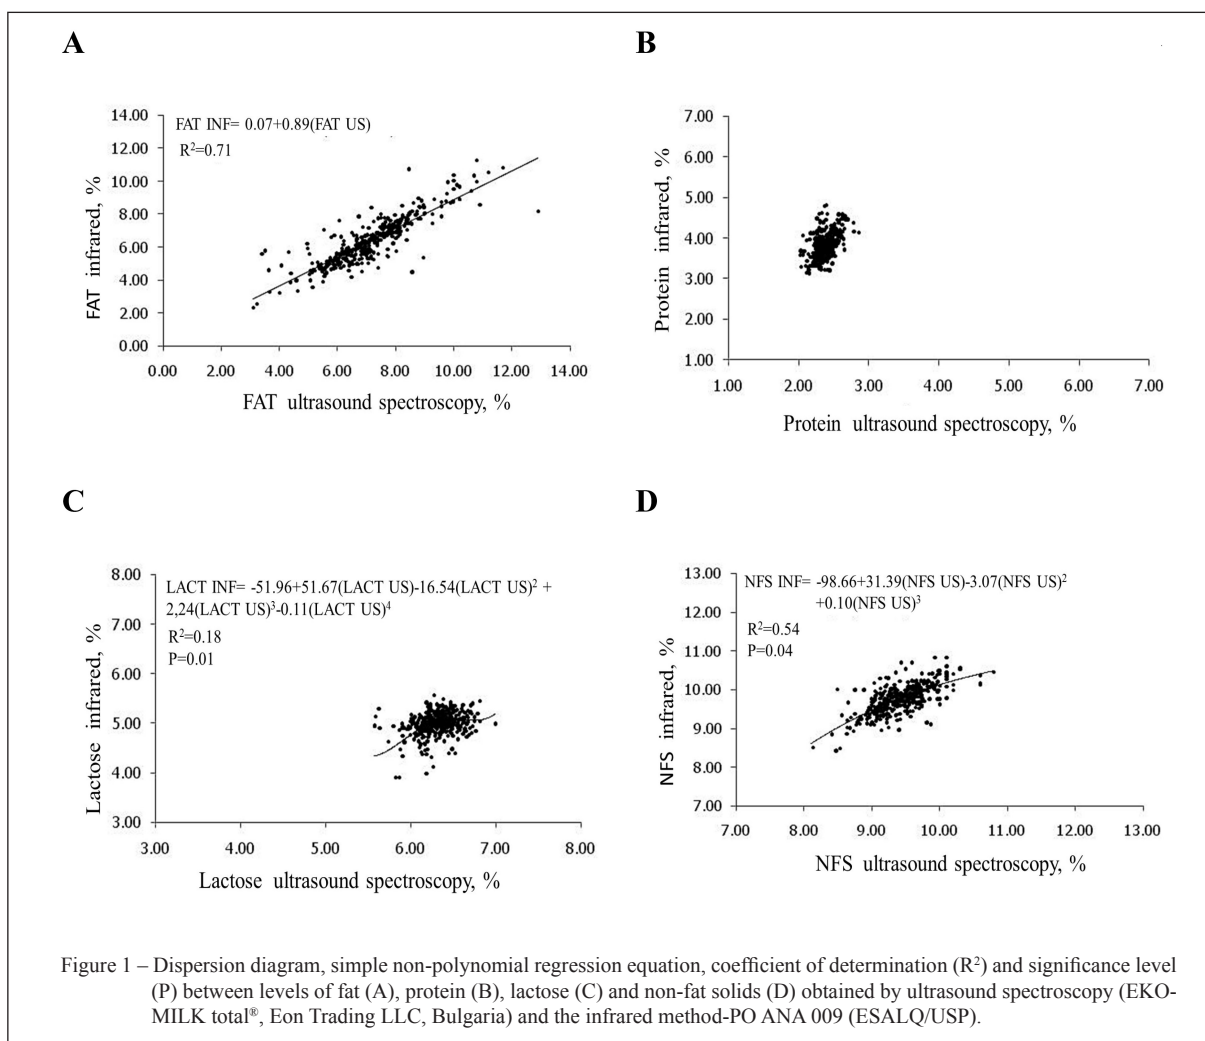 A
14.00
12.00
10.00
8.00
6.00
4.00
2.00
0.00
FAT INF= 0.07+0.89(FAT US)
R²=0.71
FAT infrared, %
0.00 2.00 4.00 6.00 8.00 10.00 12.00 14.00
FAT ultrasound spectroscopy, %
B
7.00
6.00
5.00
4.00
3.00
2.00
1.00
Protein infrared, %
1.00 2.00 3.00 4.00 5.00 6.00 7.00
Protein ultrasound spectroscopy, %
C
8.00
7.00
6.00
5.00
4.00
3.00
LACT INF= -51.96+51.67(LACT US)-16.54(LACT US)² +
2,24(LACT US)³-0.11(LACT US)⁴
R²=0.18
P=0.01
Lactose infrared, %
3.00 4.00 5.00 6.00 7.00 8.00
Lactose ultrasound spectroscopy, %
D
13.00
12.00
11.00
10.00
9.00
8.00
7.00
NFS INF= -98.66+31.39(NFS US)-3.07(NFS US)²
+0.10(NFS US)³
R²=0.54
P=0.04
NFS infrared, %
7.00 8.00 9.00 10.00 11.00 12.00 13.00
NFS ultrasound spectroscopy, %
Figure 1 – Dispersion diagram, simple non-polynomial regression equation, coefficient of determination (R²) and significance level
(P) between levels of fat (A), protein (B), lactose (C) and non-fat solids (D) obtained by ultrasound spectroscopy (EKO-
MILK total®, Eon Trading LLC, Bulgaria) and the infrared method-PO ANA 009 (ESALQ/USP).